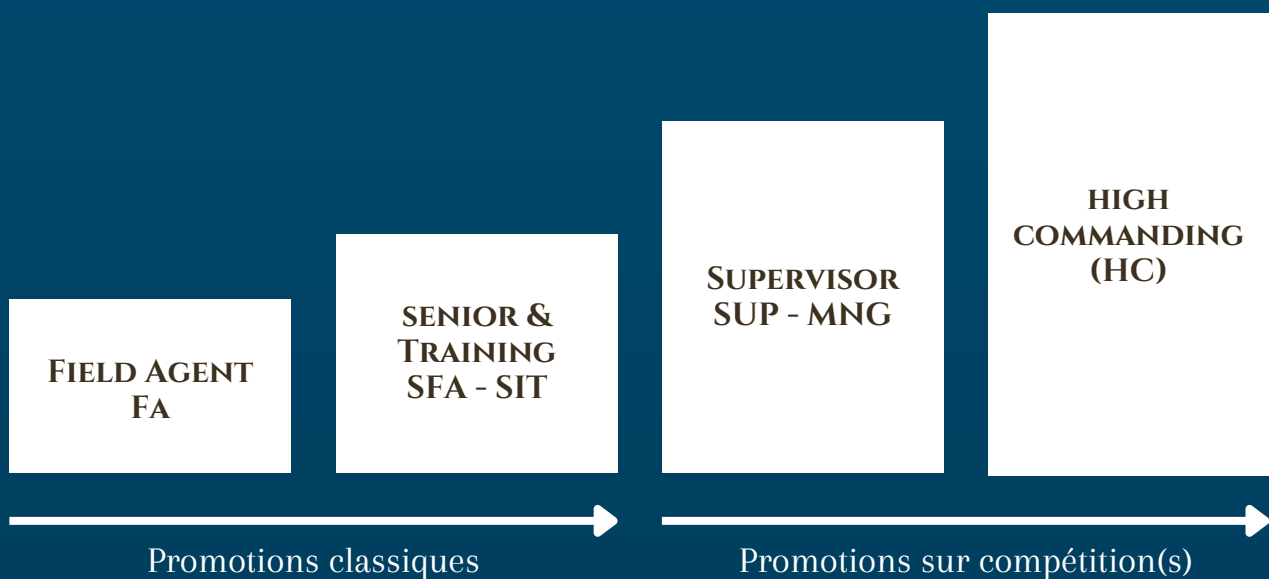 Field Agent
FA
senior &
Training
SFA - SIT
Supervisor
SUP - MNG
high
commanding
(HC)
Promotions classiques
Promotions sur compétition(s)